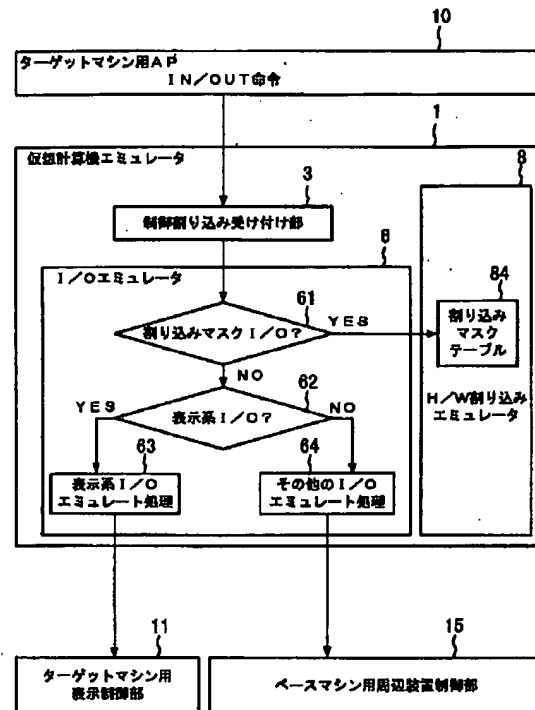 10
ターゲットマシン用AP
IN/OUT命令
1
仮想計算機エミュレータ
8
3
制御割り込み受け付け部
6
I/Oエミュレータ
84
61
割り込みマスクI/O?
YES
割り込み
マスク
テーブル
NO
62
H/W割り込み
エミュレータ
YES
表示系I/O?
NO
63
64
表示系I/O
エミュレート処理
その他のI/O
エミュレート処理
11
15
ターゲットマシン用
表示制御部
ベースマシン用周辺装置制御部